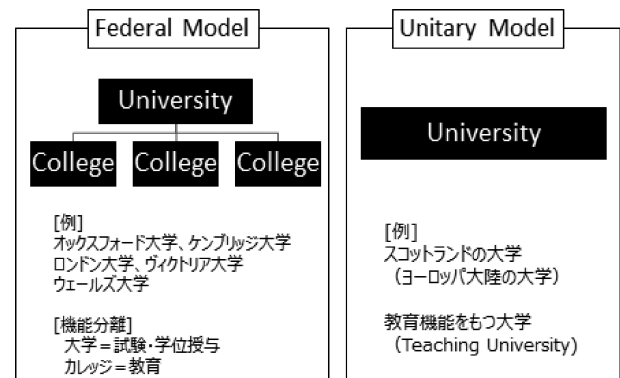 Federal Model
University
College College College
[例]
オックスフォード大学、ケンブリッジ大学
ロンドン大学、ヴィクトリア大学
ウェールズ大学
[機能分離]
大学＝試験・学位授与
カレッジ＝教育
Unitary Model
University
[例]
スコットランドの大学
（ヨーロッパ大陸の大学）
教育機能をもつ大学
（Teaching University)